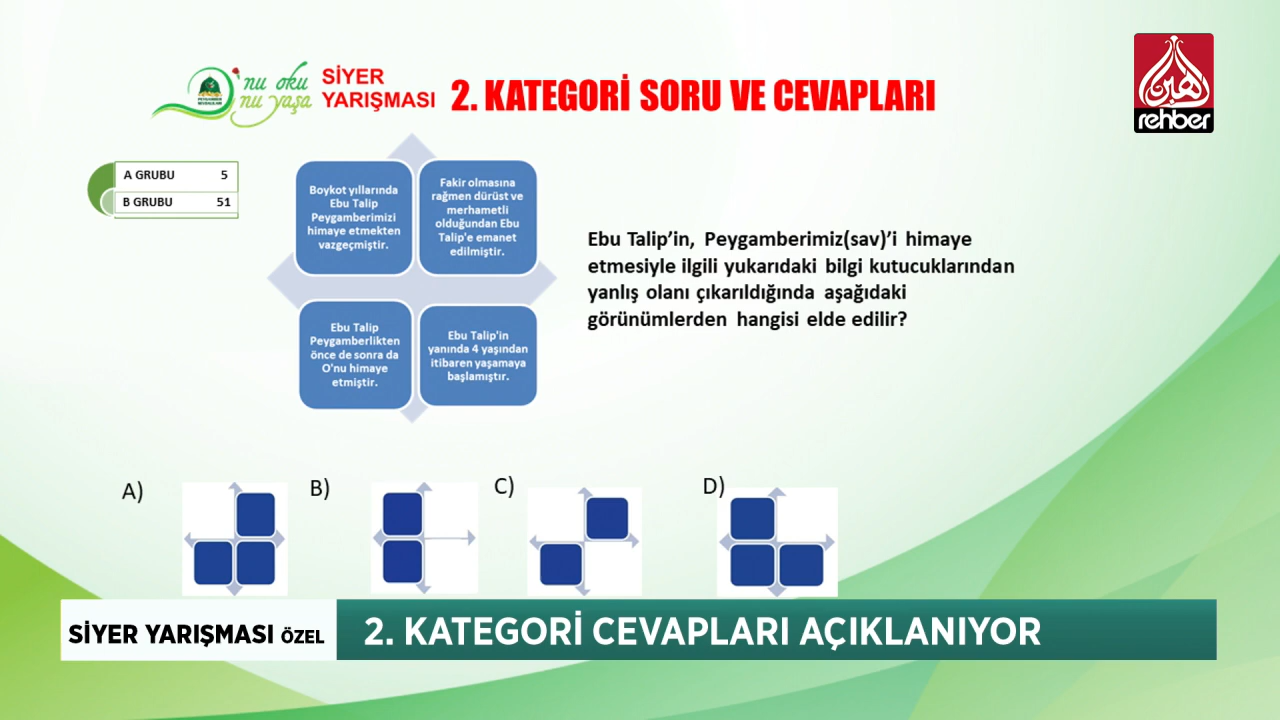 O'nu oku
O'nu yaşa
SİYER
YARIŞMASI
2. KATEGORİ SORU VE CEVAPLARI
هبر
rehber
A GRUBU 5
B GRUBU 51
Boykot yıllarında
Ebu Talip
Peygamberimizi
himaye etmekten
vazgeçmiştir.
Fakir olmasına
rağmen dürüst ve
merhametli
olduğundan Ebu
Talip'e emanet
edilmiştir.
Ebu Talip
Peygamberlikten
önce de sonra da
O'nu himaye
etmiştir.
Ebu Talip'in
yanında 4 yaşından
itibaren yaşamaya
başlamıştır.
Ebu Talip’in, Peygamberimiz(sav)’i himaye
etmesiyle ilgili yukarıdaki bilgi kutucuklarından
yanlış olanı çıkarıldığında aşağıdaki
görünümlerden hangisi elde edilir?
A)
B)
C)
D)
SİYER YARIŞMASI ÖZEL
2. KATEGORİ CEVAPLARI AÇIKLANIYOR